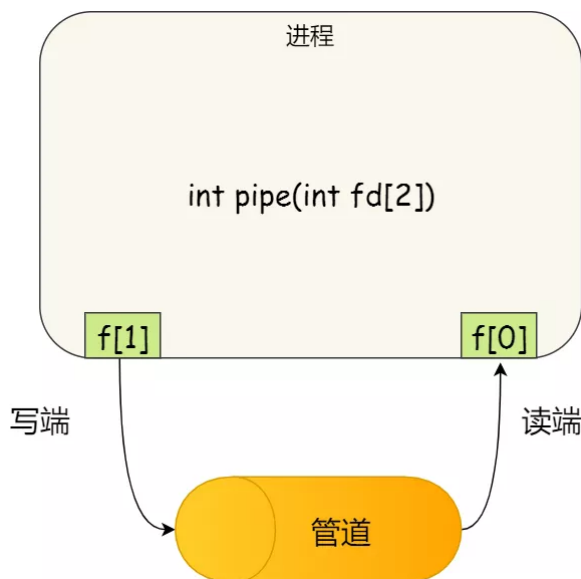 进程
int pipe(int fd[2])
f[1]
f[0]
写端
读端
管道